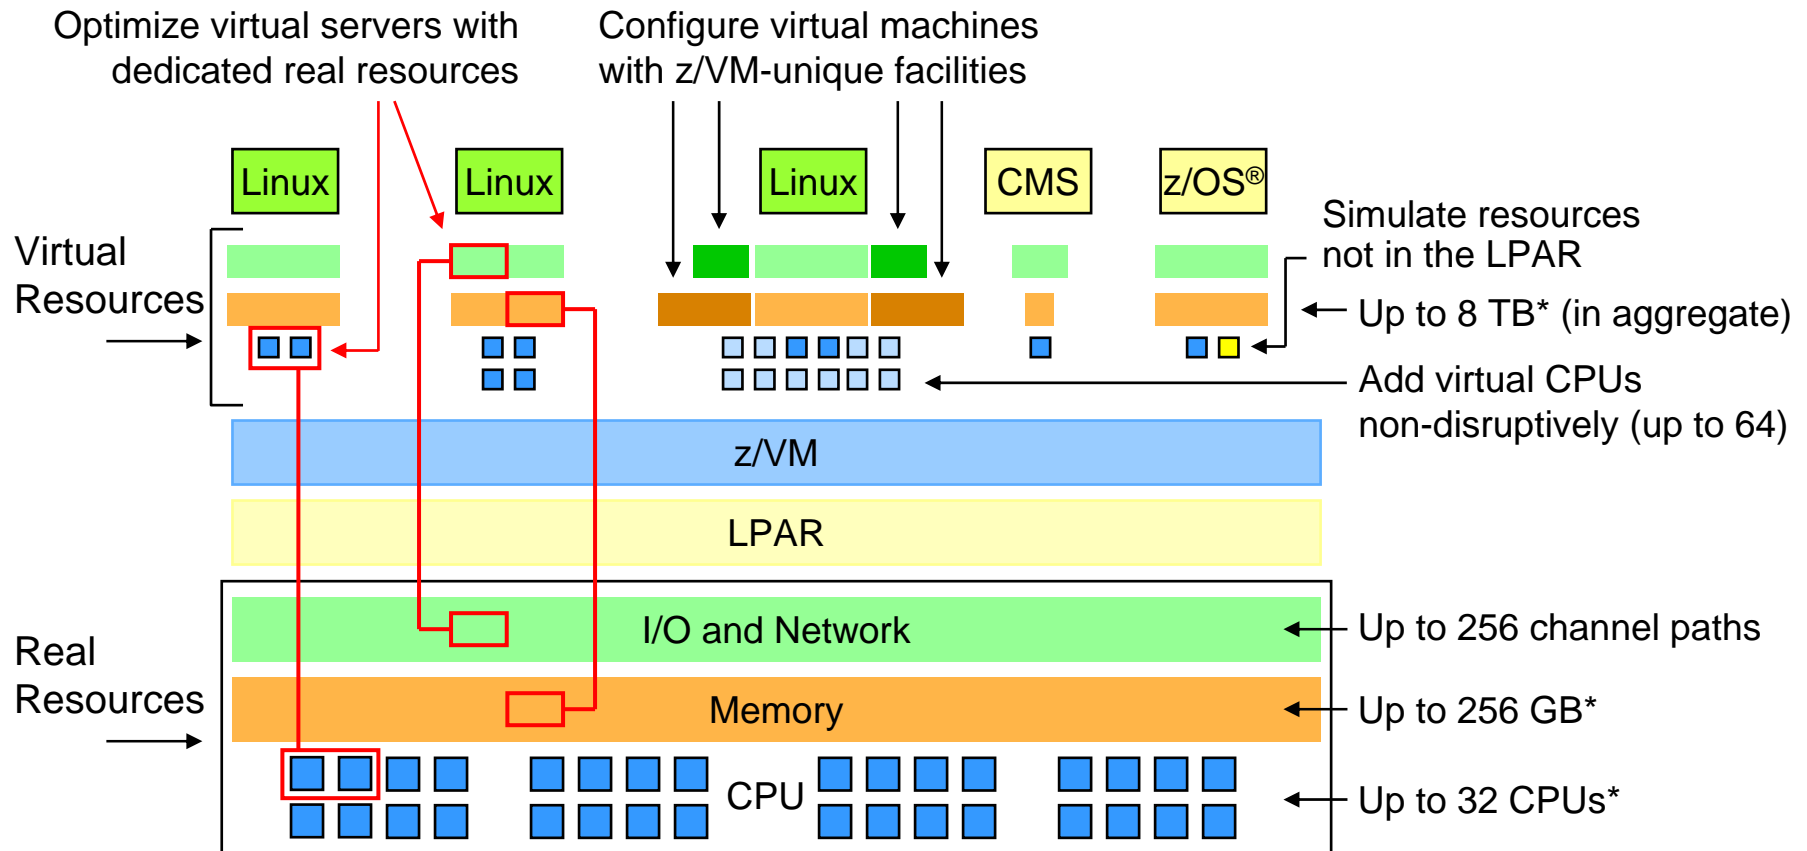 Optimize virtual servers with
dedicated real resources
Configure virtual machines
with z/VM-unique facilities
Linux
Linux
Linux
CMS
z/OS®
Simulate resources
not in the LPAR
Virtual
Resources
Up to 8 TB* (in aggregate)
Add virtual CPUs
non-disruptively (up to 64)
z/VM
LPAR
I/O and Network
Up to 256 channel paths
Real
Resources
Memory
Up to 256 GB*
CPU
Up to 32 CPUs*